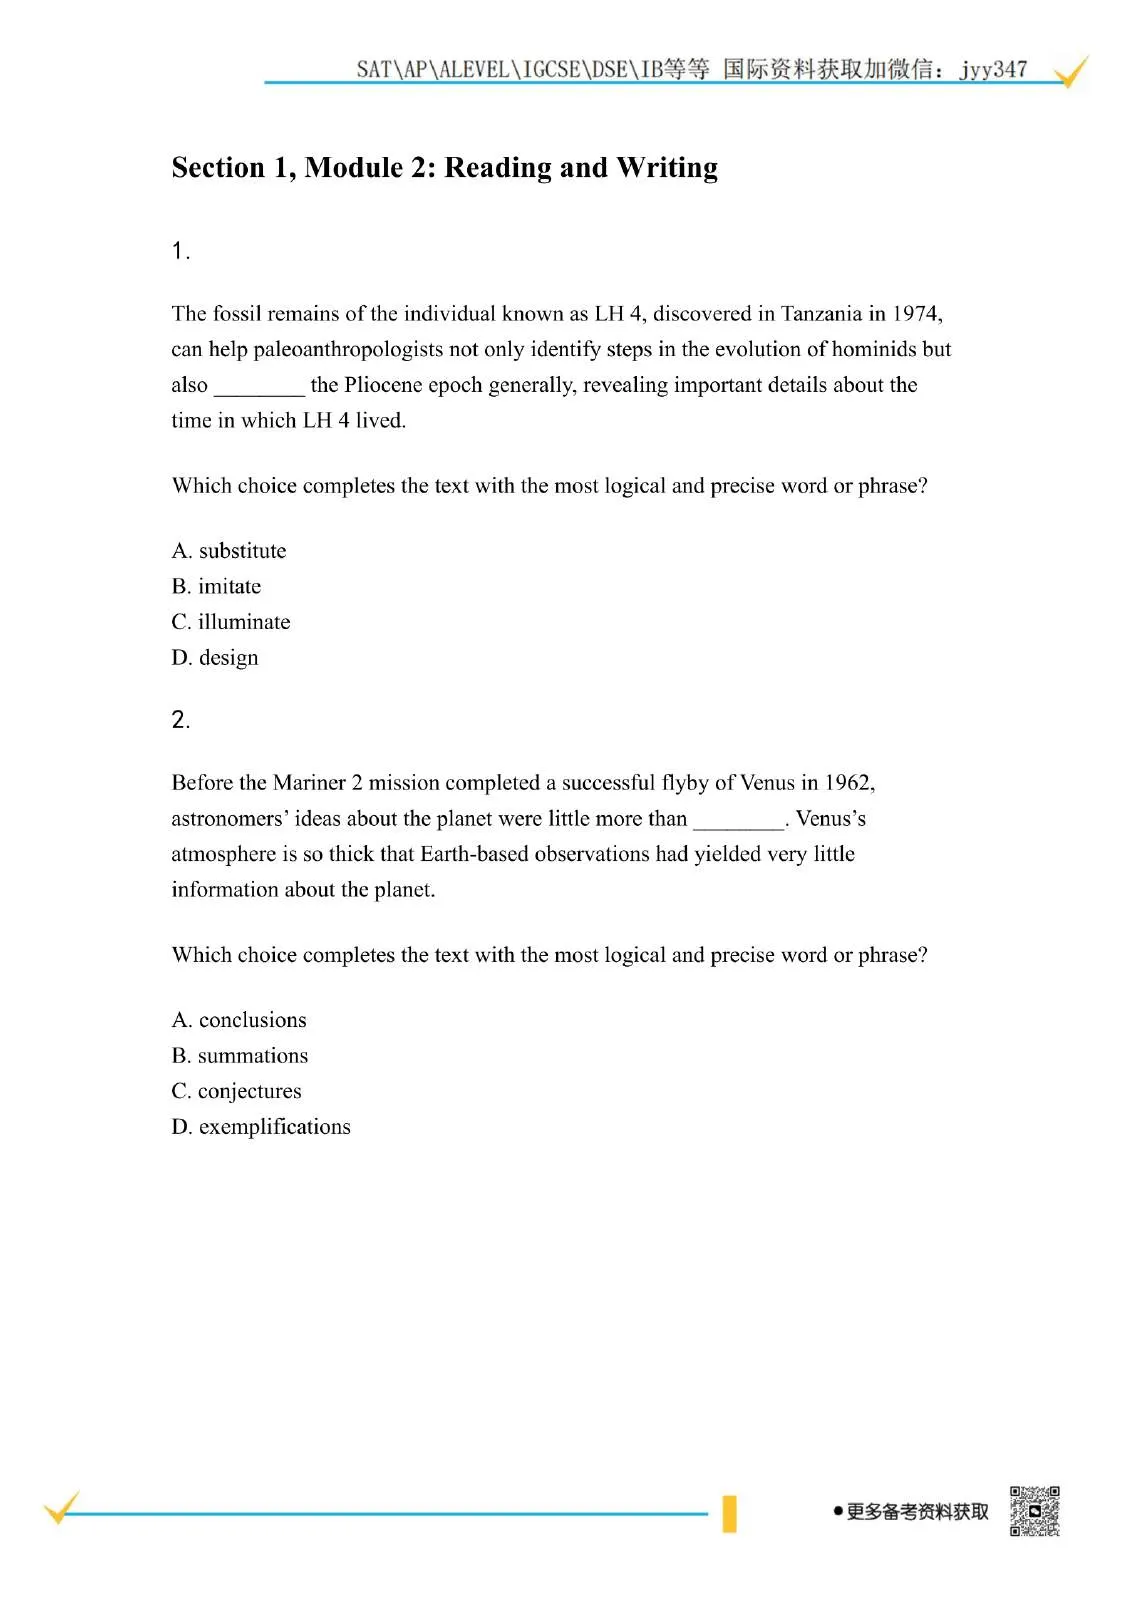 SAT\AP\ALEVEL\IGCSE\DSE\IB等等 国际资料获取加微信：jyy347
Section 1, Module 2: Reading and Writing
1.
The fossil remains of the individual known as LH 4, discovered in Tanzania in 1974,
can help paleoanthropologists not only identify steps in the evolution of hominids but
also ________ the Pliocene epoch generally, revealing important details about the
time in which LH 4 lived.
Which choice completes the text with the most logical and precise word or phrase?
A. substitute
B. imitate
C. illuminate
D. design
2.
Before the Mariner 2 mission completed a successful flyby of Venus in 1962,
astronomers’ ideas about the planet were little more than ________. Venus’s
atmosphere is so thick that Earth-based observations had yielded very little
information about the planet.
Which choice completes the text with the most logical and precise word or phrase?
A. conclusions
B. summations
C. conjectures
D. exemplifications
●更多备考资料获取